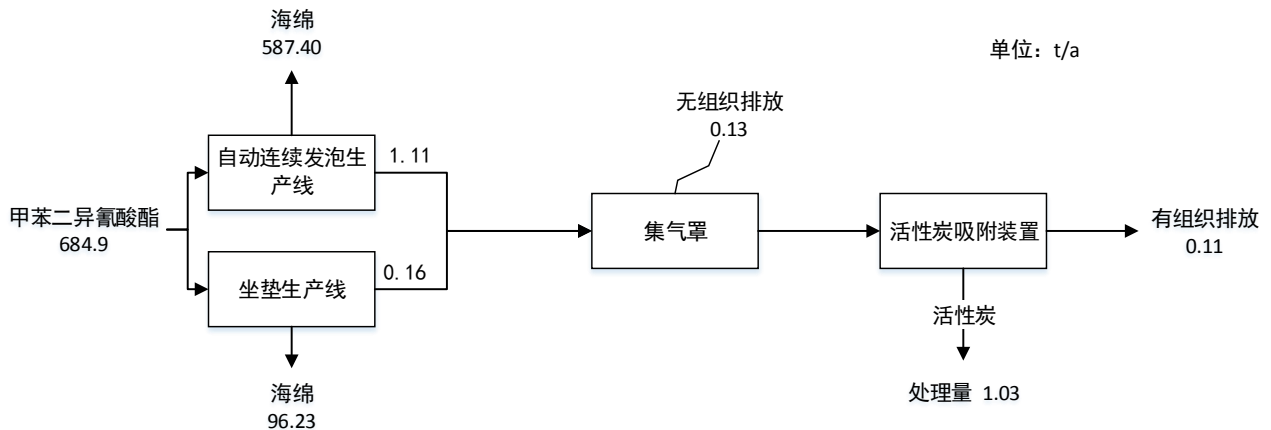 海绵
587.40
单位：t/a
无组织排放
0.13
自动连续发泡生
产线
1.11
甲苯二异氰酸酯
684.9
集气罩
活性炭吸附装置
有组织排放
0.11
坐垫生产线
0.16
活性炭
海绵
96.23
处理量 1.03